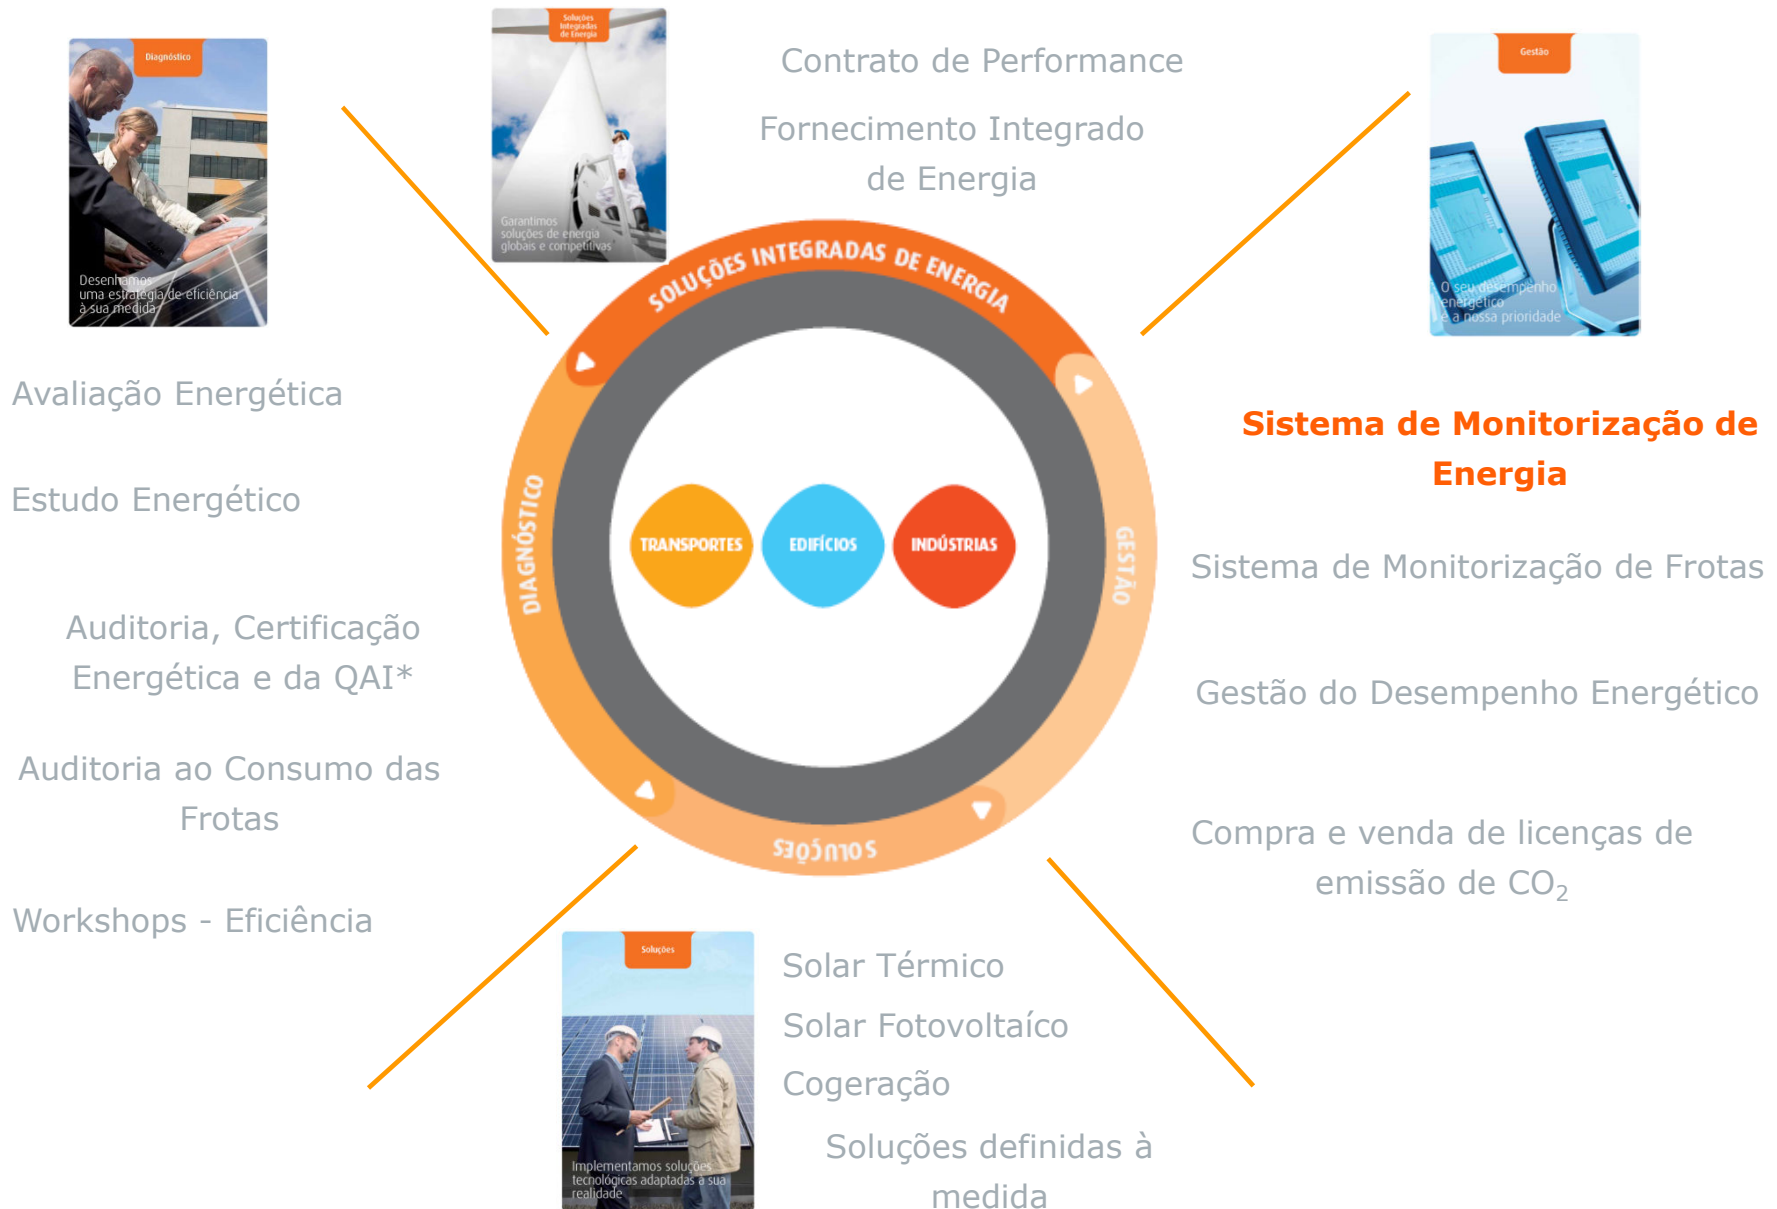 Diagnóstico
Desenhamos
uma estratégia de eficiência
à sua medida
Soluções
Integradas
de Energia
Garantimos
soluções de energia
globais e competitivas
Contrato de Performance
Fornecimento Integrado
de Energia
Gestão
O seu desempenho
energético
é a nossa prioridade
SOLUÇÕES INTEGRADAS DE ENERGIA
DIAGNÓSTICO
GESTÃO
SOLUÇÕES
TRANSPORTES
EDIFÍCIOS
INDÚSTRIAS
Avaliação Energética
Estudo Energético
Auditoria, Certificação
Energética e da QAI*
Auditoria ao Consumo das
Frotas
Workshops - Eficiência
Sistema de Monitorização de
Energia
Sistema de Monitorização de Frotas
Gestão do Desempenho Energético
Compra e venda de licenças de
emissão de CO₂
Soluções
Implementamos soluções
tecnológicas adaptadas à sua
realidade
Solar Térmico
Solar Fotovoltaíco
Cogeração
Soluções definidas à
medida